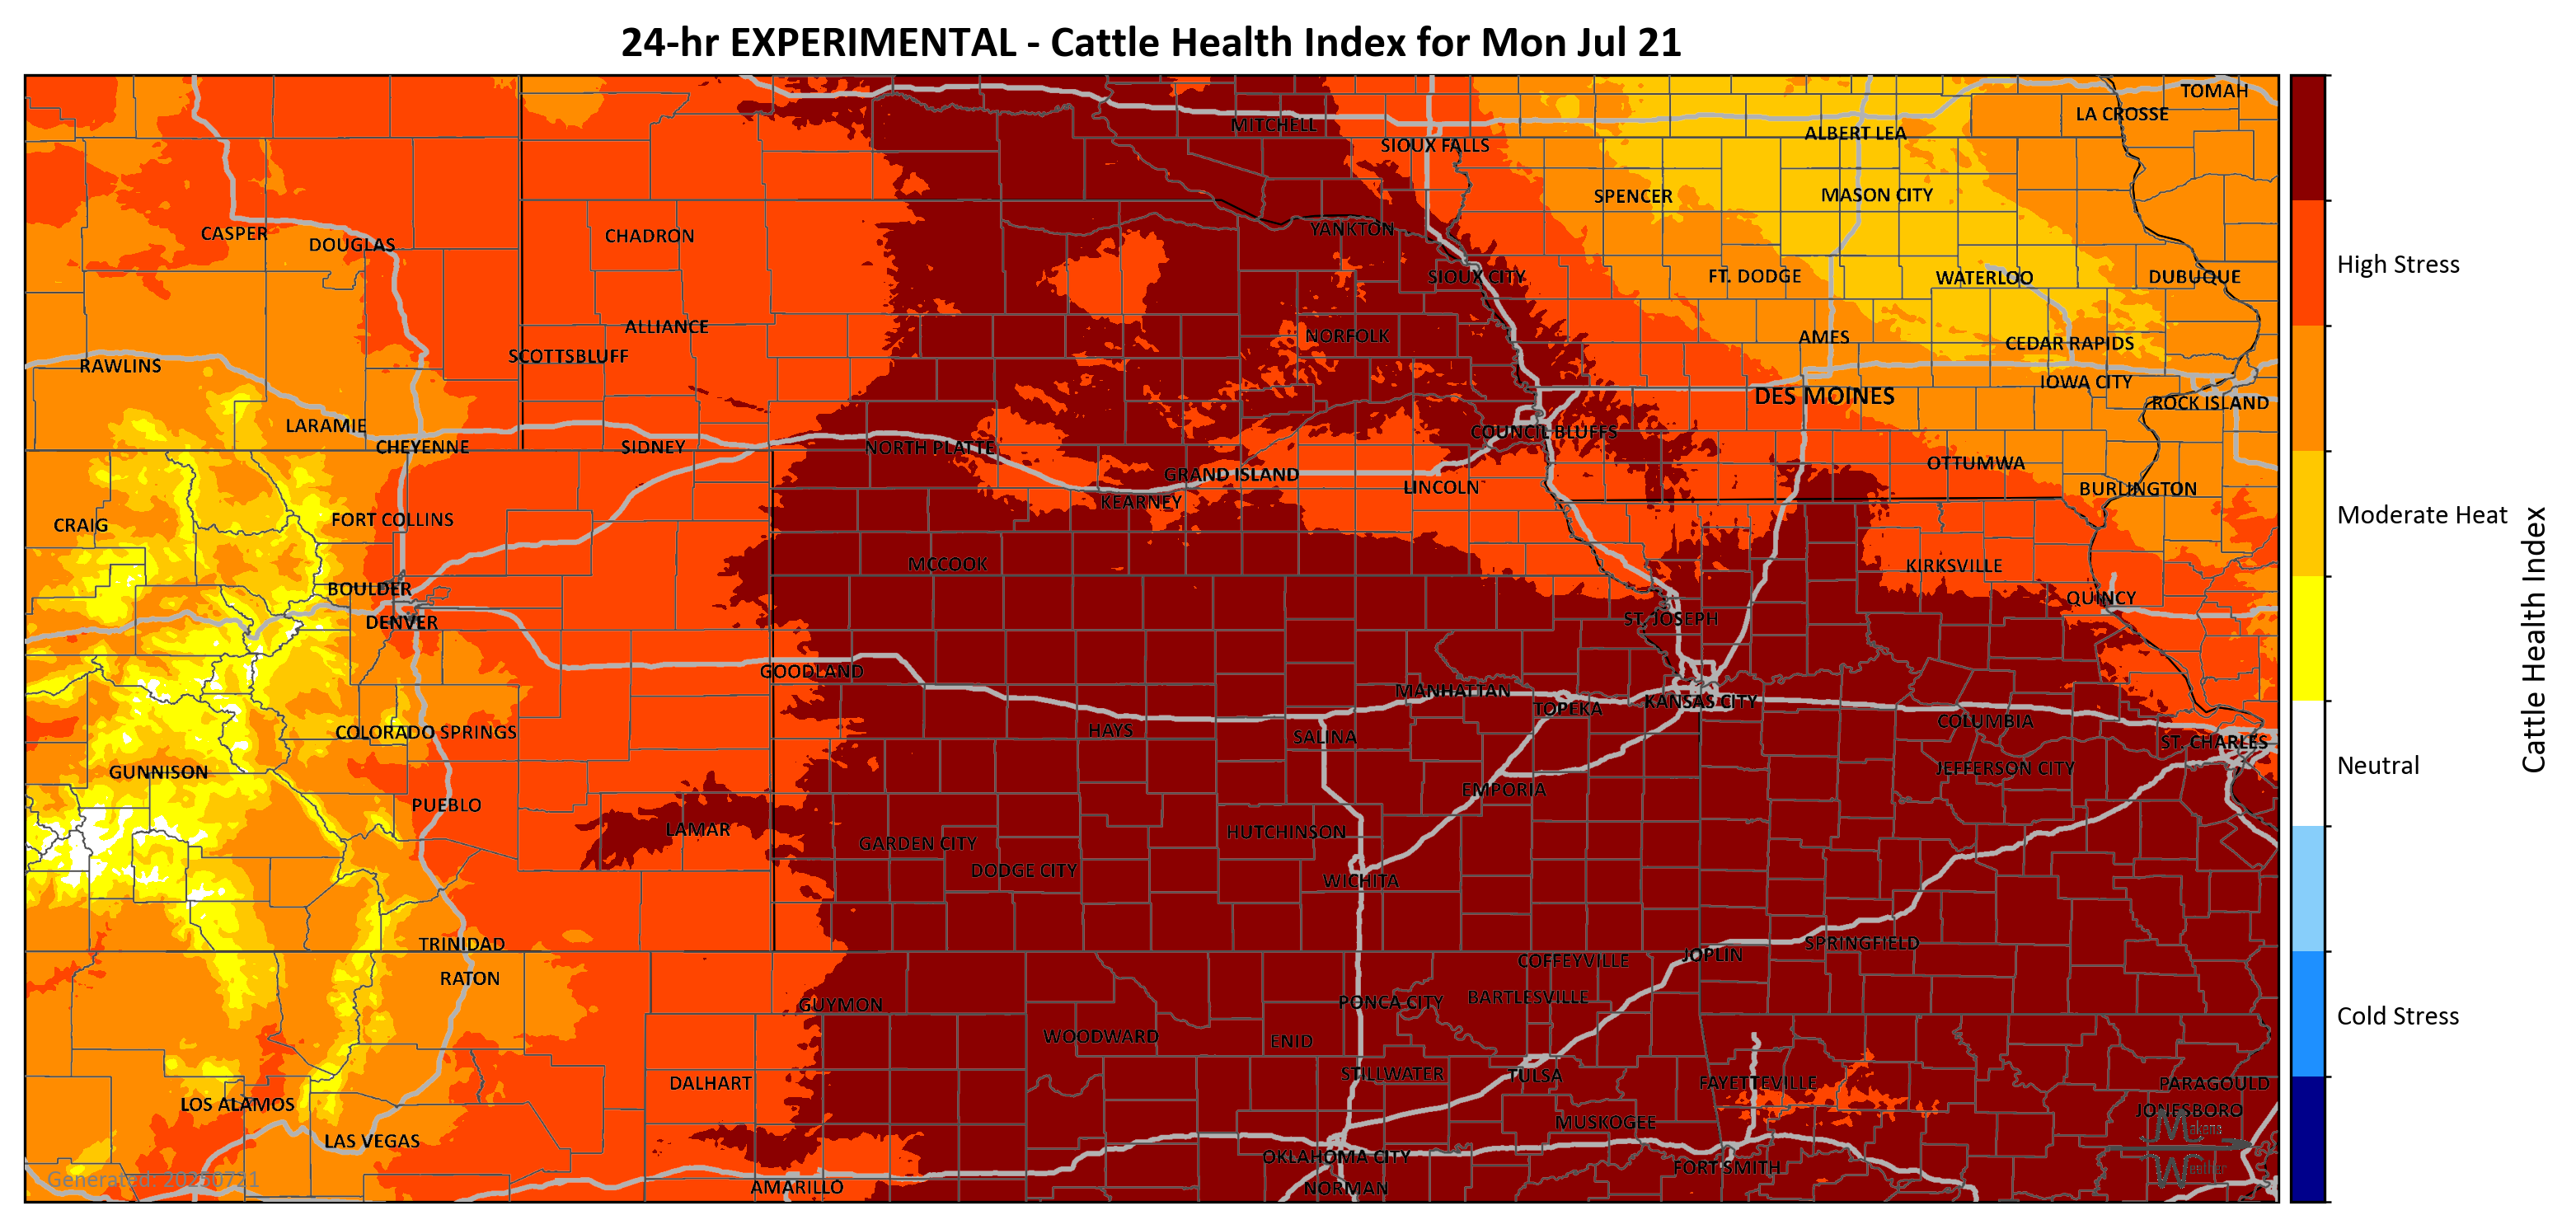 24-hr EXPERIMENTAL - Cattle Health Index for Mon Jul 21
TOMAH
LA CROSSE
MITCHELL
ALBERT LEA
SIOUX FALLS
SPENCER
MASON CITY
CASPER
DOUGLAS
CHADRON
YANKTON
SIOUX CITY
FT. DODGE
WATERLOO
DUBUQUE
High Stress
ALLIANCE
NORFOLK
AMES
CEDAR RAPIDS
SCOTTSBLUFF
RAWLINS
IOWA CITY
DES MOINES
ROCK ISLAND
LARAMIE
COUNCIL BLUFFS
CHEYENNE
SIDNEY
NORTH PLATTE
OTTUMWA
GRAND ISLAND
LINCOLN
BURLINGTON
KEARNEY
CRAIG
FORT COLLINS
Moderate Heat
MCCOOK
KIRKSVILLE
BOULDER
QUINCY
DENVER
ST. JOSEPH
Cattle Health Index
GOODLAND
MANHATTAN
KANSAS CITY
TOPEKA
COLUMBIA
COLORADO SPRINGS
HAYS
SALINA
ST. CHARLES
GUNNISON
JEFFERSON CITY
Neutral
EMPORIA
PUEBLO
LAMAR
HUTCHINSON
GARDEN CITY
DODGE CITY
WICHITA
TRINIDAD
SPRINGFIELD
JOPLIN
COFFEYVILLE
RATON
GUYMON
PONCA CITY
BARTLESVILLE
Cold Stress
WOODWARD
ENID
STILLWATER
TULSA
DALHART
FAYETTEVILLE
PARAGOULD
LOS ALAMOS
JONESBORO
MUSKOGEE
Makens
LAS VEGAS
OKLAHOMA CITY
FORT SMITH
Weather
Generated: 20250721
AMARILLO
NORMAN